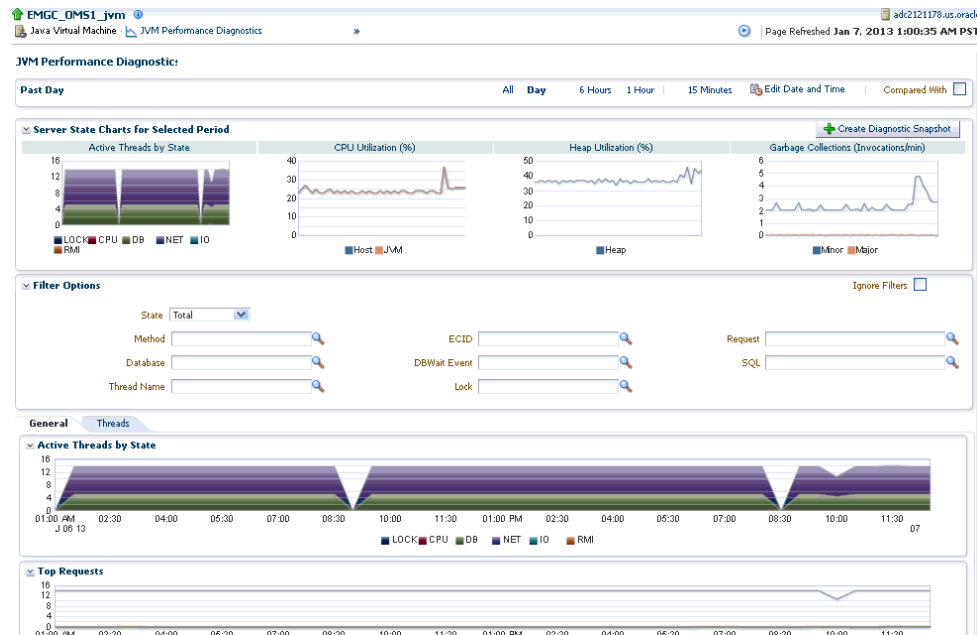 EMGC_OMS1_jvm
adc2121178.us.oracle
Java Virtual Machine · JVM Performance Diagnostics »
Page Refreshed Jan 7, 2013 1:00:35 AM PST
JVM Performance Diagnostics
Past Day All Day 6 Hours 1 Hour 15 Minutes Edit Date and Time Compared With
Server State Charts for Selected Period
Create Diagnostic Snapshot
Active Threads by State
16
12
8
4
0
LOCK CPU DB NET IO
RMI
CPU Utilization (%)
40
30
20
10
0
Host JVM
Heap Utilization (%)
50
40
30
20
10
0
Heap
Garbage Collections (Invocations/min)
6
5
4
3
2
1
0
Minor Major
Filter Options
Ignore Filters
State Total
Method ECID Request
Database DBWait Event SQL
Thread Name Lock
General Threads
Active Threads by State
16
12
8
4
0
01:00 AM 02:30 04:00 05:30 07:00 08:30 10:00 11:30 01:00 PM 02:30 04:00 05:30 07:00 08:30 10:00 11:30
J 06 13 07
LOCK CPU DB NET IO RMI
Top Requests
16
12
8
4
0